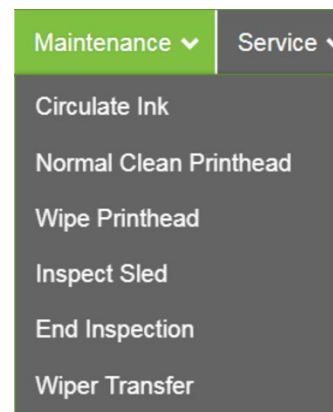 Maintenance Service
Circulate Ink
Normal Clean Printhead
Wipe Printhead
Inspect Sled
End Inspection
Wiper Transfer